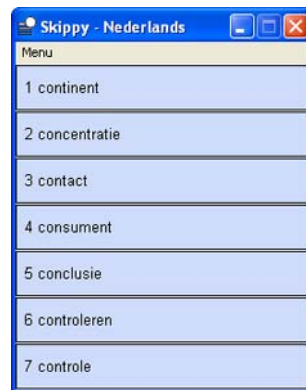 Skippy - Nederlands
Menu
1 continent
2 concentratie
3 contact
4 consument
5 conclusie
6 controleren
7 controle